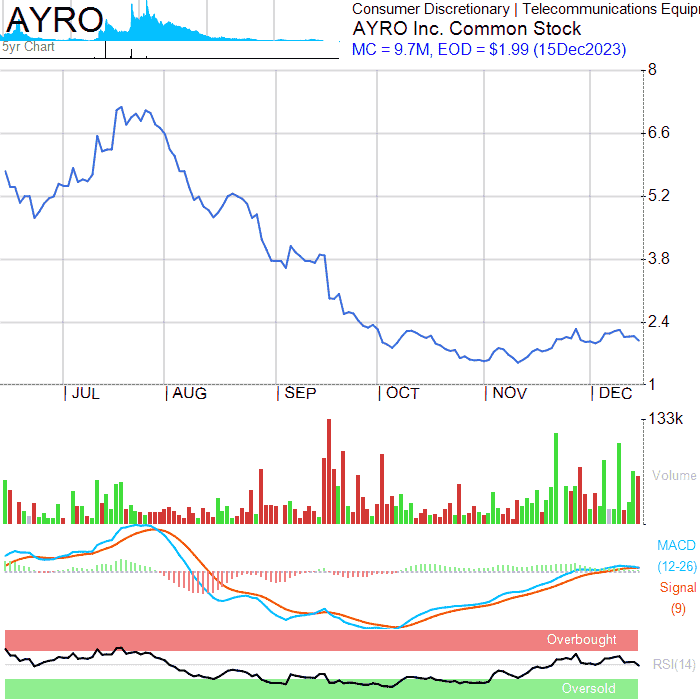 AYRO
5yr Chart
Consumer Discretionary | Telecommunications Equip
AYRO Inc. Common Stock
MC = 9.7M, EOD = $1.99 (15Dec2023)
8
6.6
5.2
3.8
2.4
1
| JUL | AUG | SEP | OCT | NOV | DEC
133k
Volume
MACD
(12-26)
Signal
(9)
Overbought
RSI(14)
Oversold